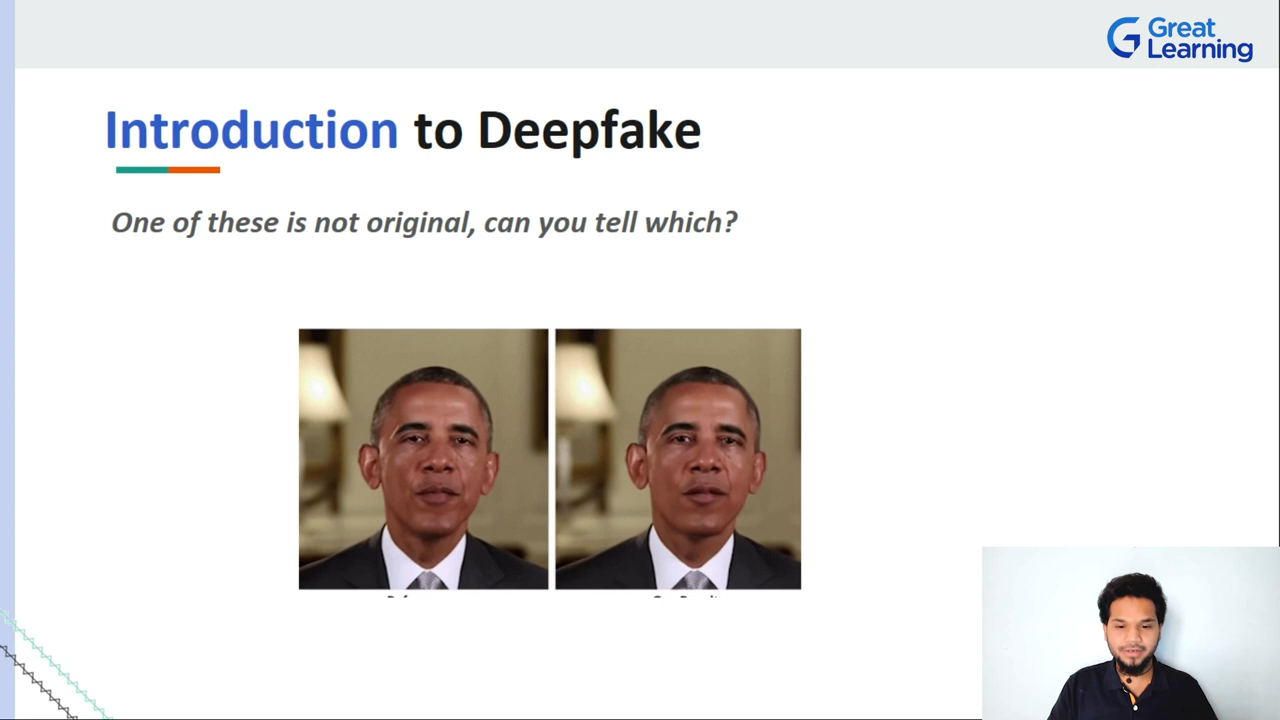 Great
Learning
Introduction to Deepfake
One of these is not original, can you tell which?